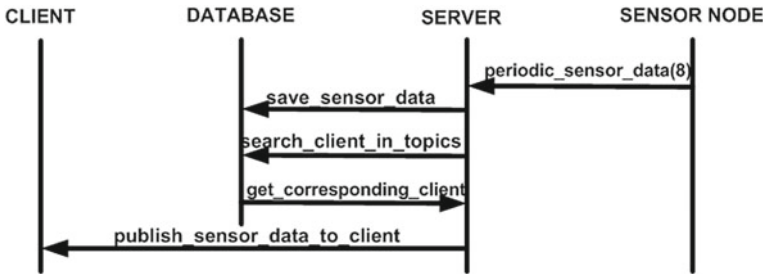 CLIENT DATABASE SERVER SENSOR NODE
periodic_sensor_data(8)
save_sensor_data
search_client_in_topics
get_corresponding_client
publish_sensor_data_to_client